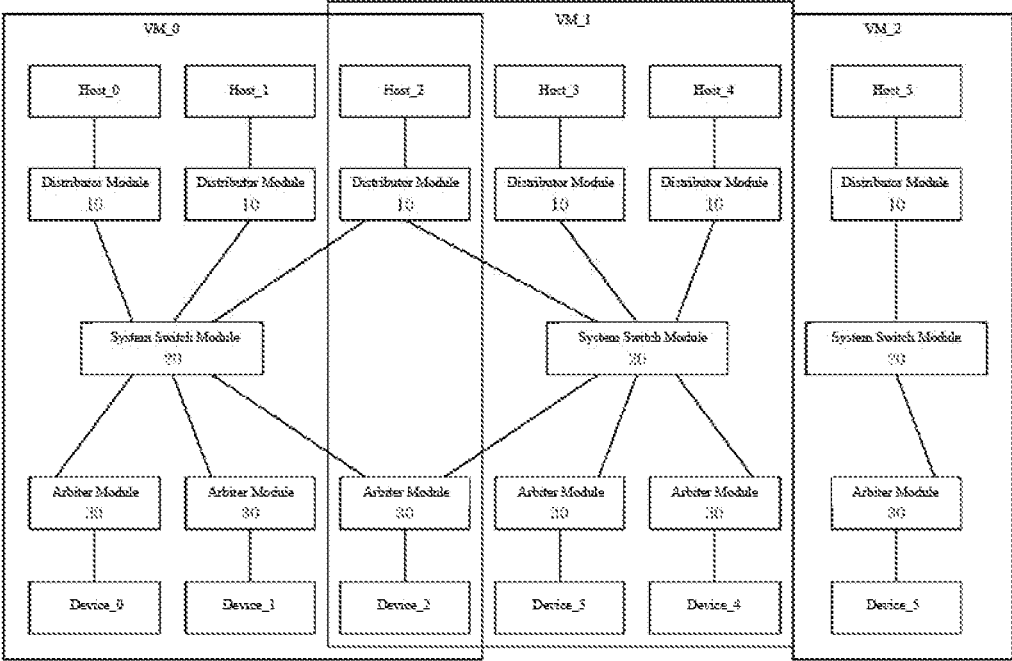 VM_0
VM_1
VM_2
Host_0
Host_1
Host_2
Host_3
Host_4
Host_5
Distributor Module
10
Distributor Module
10
Distributor Module
10
Distributor Module
10
Distributor Module
10
Distributor Module
10
System Switch Module
20
System Switch Module
20
System Switch Module
20
Arbiter Module
30
Arbiter Module
30
Arbiter Module
30
Arbiter Module
30
Arbiter Module
30
Arbiter Module
30
Device_0
Device_1
Device_2
Device_3
Device_4
Device_5